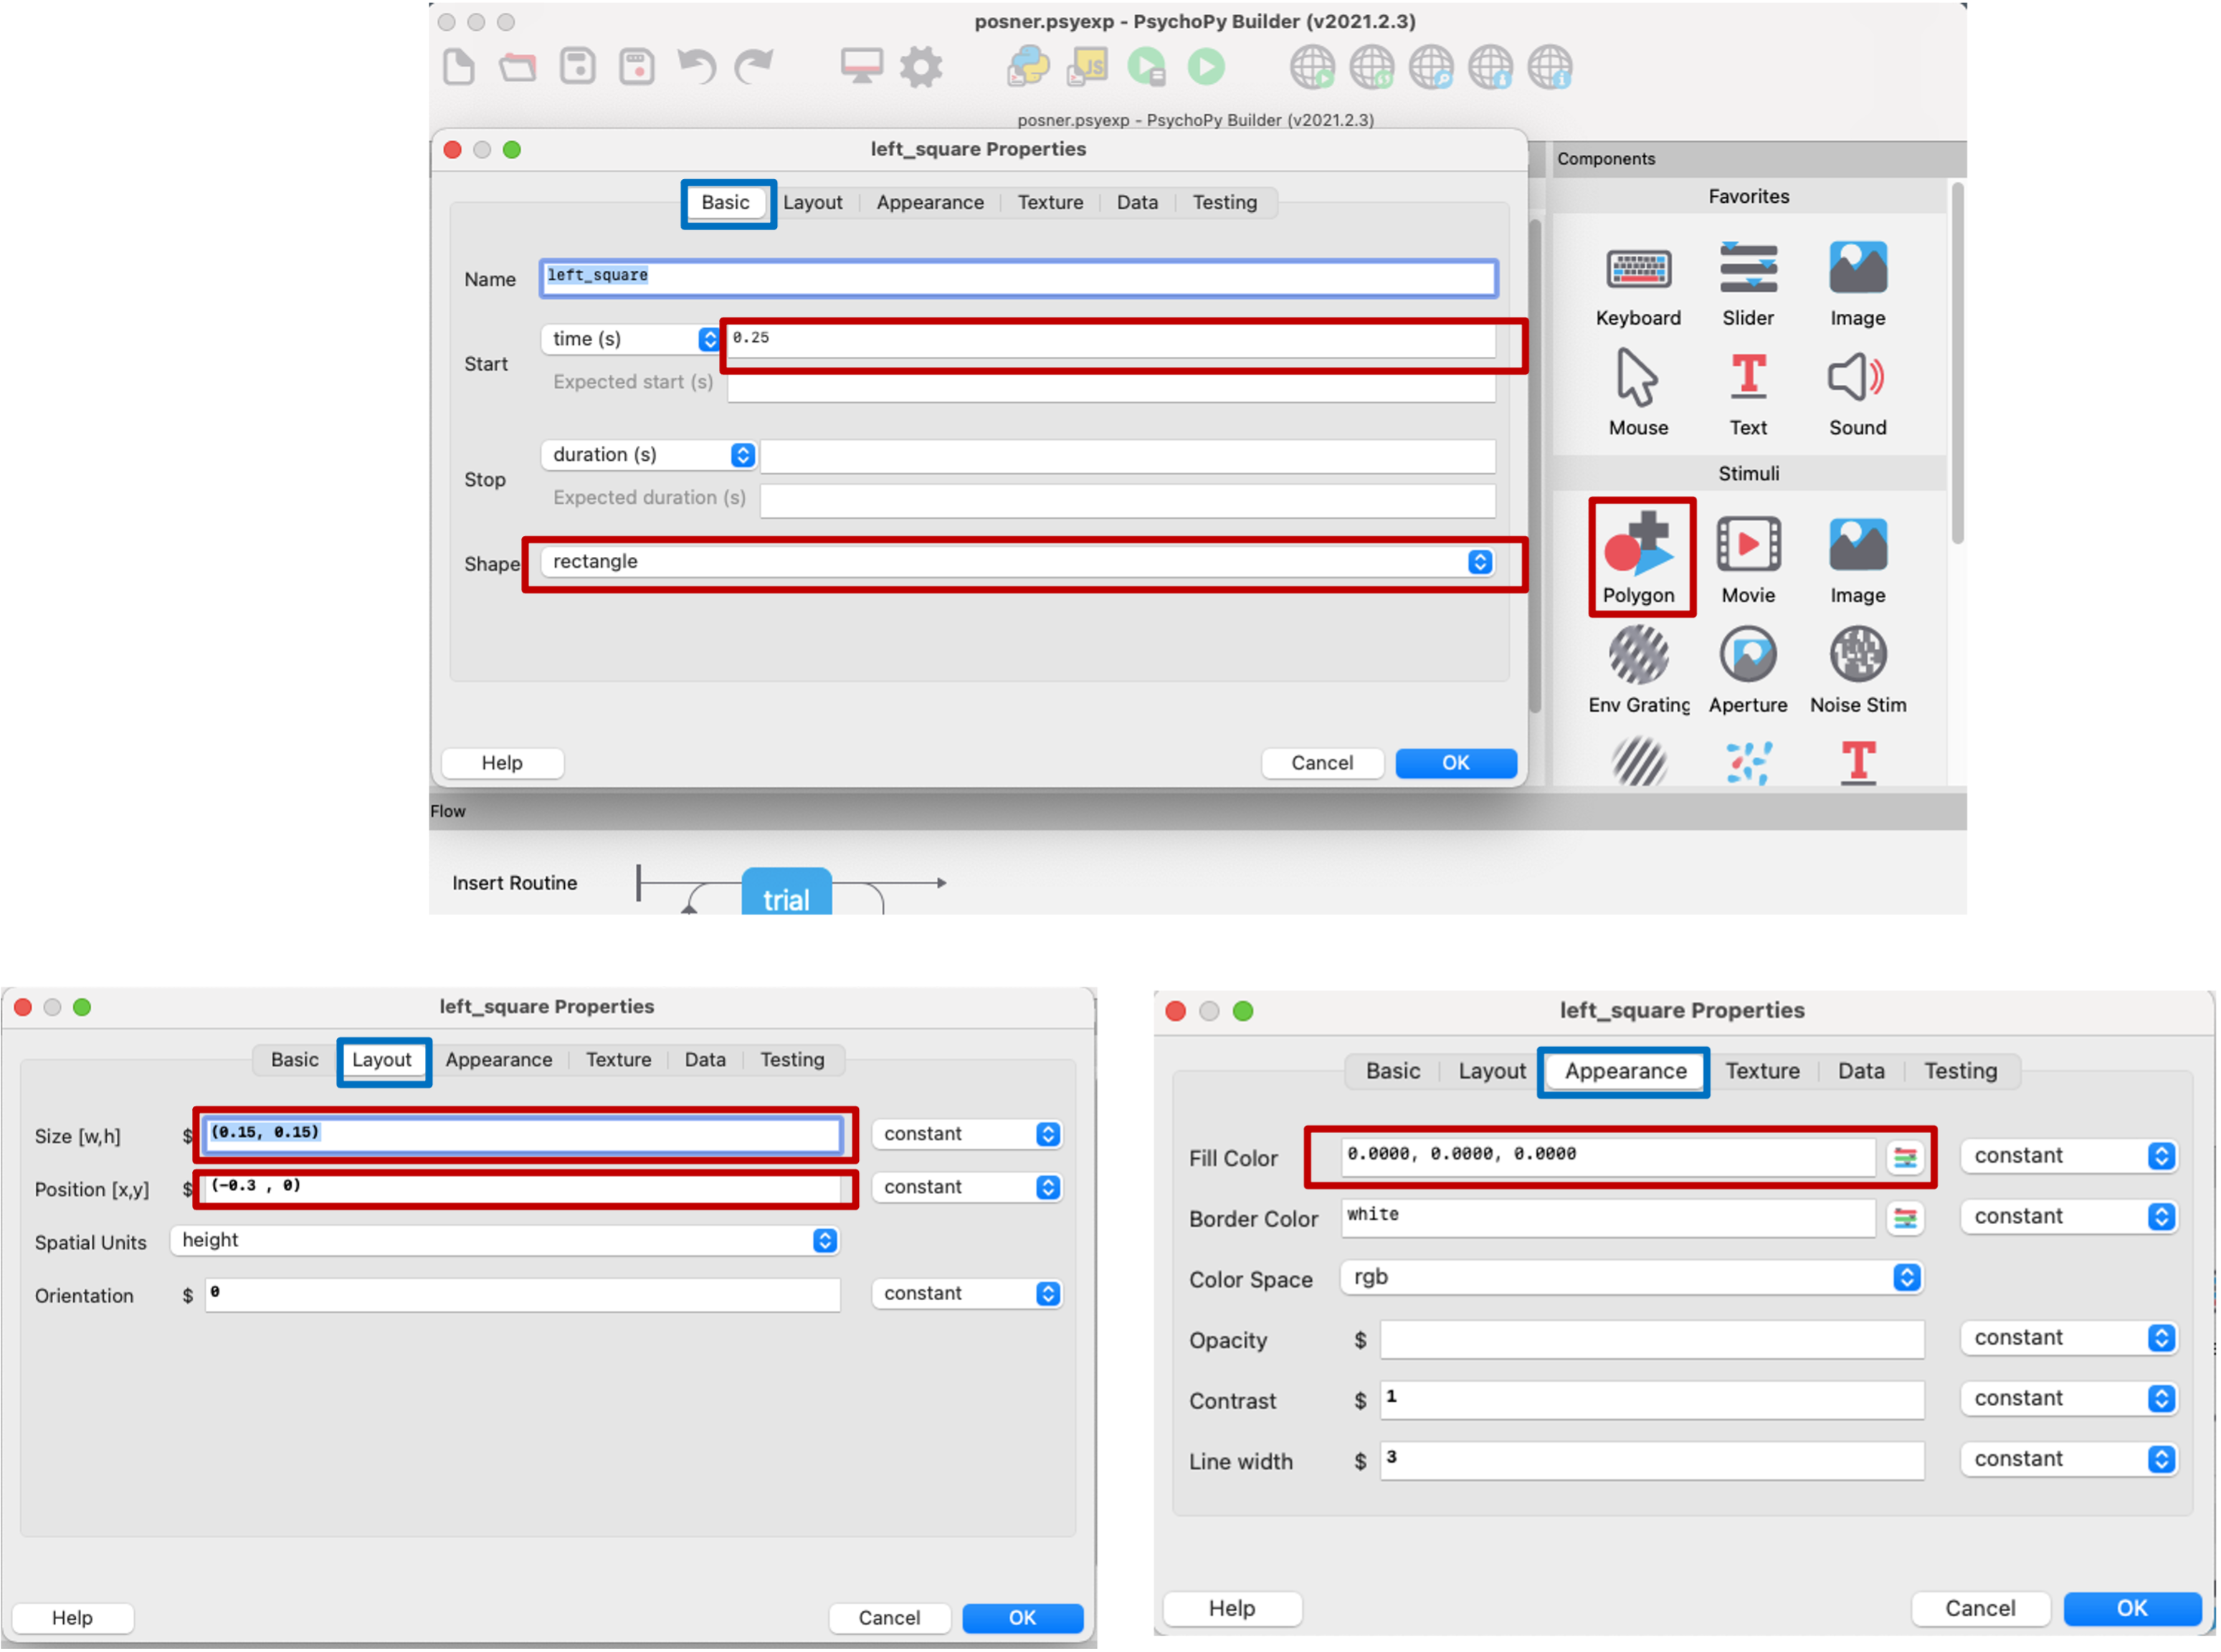 posner.psyexp - PsychoPy Builder (v2021.2.3)
JS
posner.psyexp - PsychoPy Builder (v2021.2.3)
left_square Properties
Basic Layout Appearance Texture Data Testing
Name left_square
Start time (s) 0.25
Expected start (s)
Stop duration (s)
Expected duration (s)
Shape rectangle
Help Cancel OK
Components
Favorites
Keyboard Slider Image
Mouse Text Sound
Stimuli
Polygon Movie Image
Env Grating Aperture Noise Stim
Flow
Insert Routine
trial
left_square Properties
Basic Layout Appearance Texture Data Testing
Size [w,h] $ (0.15, 0.15) constant
Position [x,y] $ (-0.3 , 0) constant
Spatial Units height
Orientation $ 0 constant
Help Cancel OK
left_square Properties
Basic Layout Appearance Texture Data Testing
Fill Color 0.0000, 0.0000, 0.0000 constant
Border Color white constant
Color Space rgb
Opacity $ constant
Contrast $ 1 constant
Line width $ 3 constant
Help Cancel OK